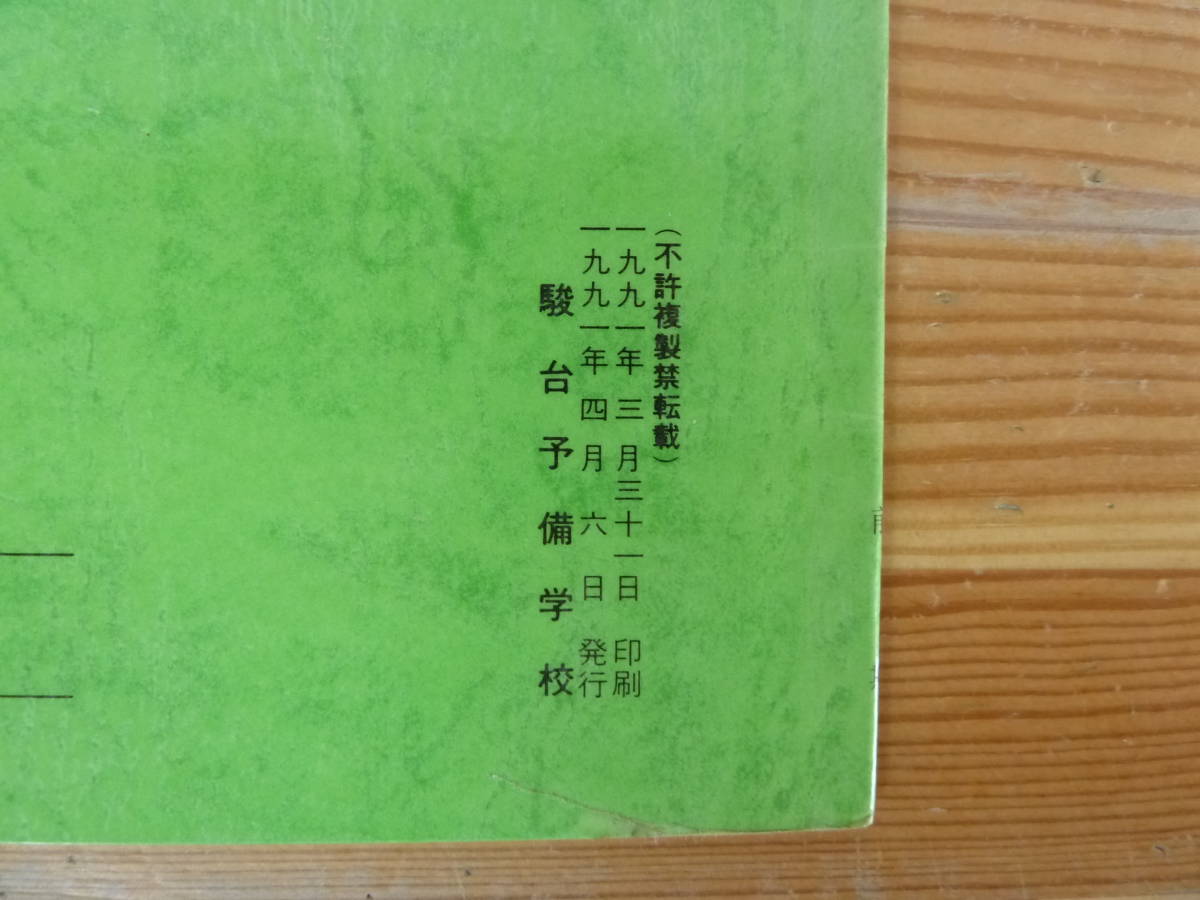 (不許複製禁転載)
一九九一年三月三十一日印刷
一九九一年四月六日発行
駿台予備学校